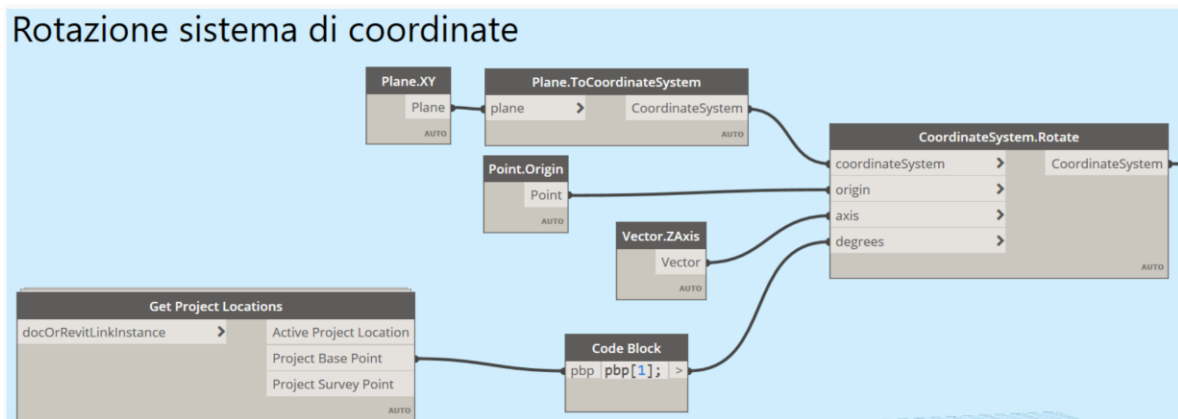 Rotazione sistema di coordinate
Plane.XY
Plane
AUTO
Plane.ToCoordinateSystem
plane > CoordinateSystem
AUTO
Point.Origin
Point
AUTO
Vector.ZAxis
Vector
AUTO
CoordinateSystem.Rotate
coordinateSystem > CoordinateSystem
origin >
axis >
degrees >
AUTO
Get Project Locations
docOrRevitLinkInstance > Active Project Location
Project Base Point
Project Survey Point
AUTO
Code Block
pbp pbp[1]; >